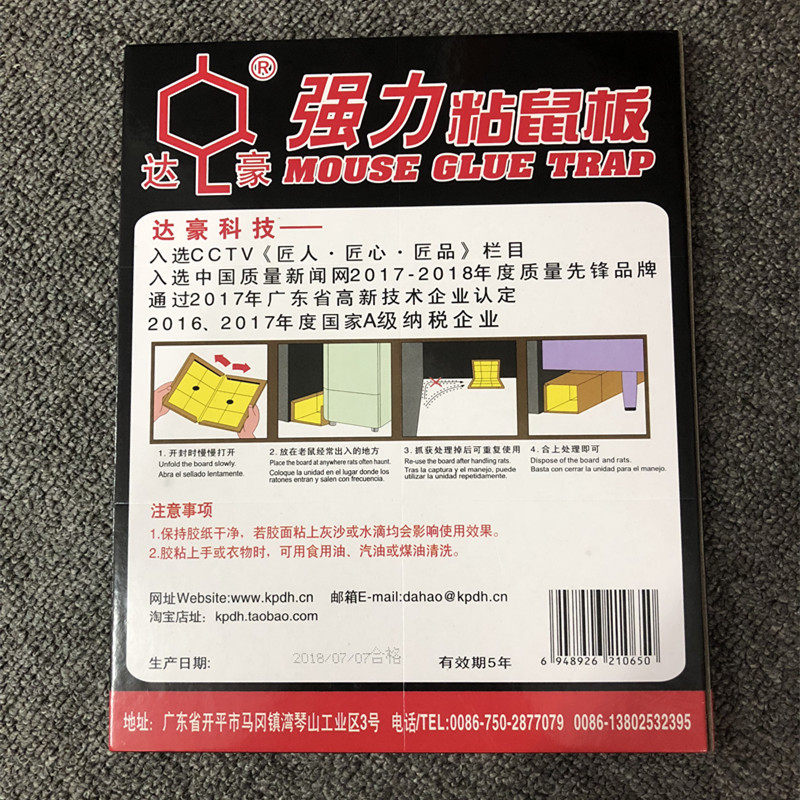 ®
达豪
强力粘鼠板
MOUSE GLUE TRAP
达豪科技——
入选CCTV《匠人·匠心·匠品》栏目
入选中国质量新闻网2017-2018年度质量先锋品牌
通过2017年广东省高新技术企业认定
2016、2017年度国家A级纳税企业
1. 开封时慢慢打开
Unfold the board slowly.
Abra el sellado lentamente.
2. 放在老鼠经常出入的地方
Place the board at anywhere rats often haunt.
Coloque la unidad en el lugar donde los
ratones entran y salen con frecuencia.
3. 抓获处理掉后可重复使用
Re-use the board after handling rats.
Tras la captura y el manejo, puede
utilizar la unidad repetidamente.
4. 合上处理即可
Dispose of the board and rats.
Basta con cerrar la unidad para el manejo.
注意事项
1.保持胶纸干净，若胶面粘上灰沙或水滴均会影响使用效果。
2.胶粘上手或衣物时，可用食用油、汽油或煤油清洗。
网址Website:www.kpdh.cn 邮箱E-mail:dahao@kpdh.cn
淘宝店址：kpdh.taobao.com
生产日期: 2018/07/07合格 有效期5年
6 948926 210650
地址：广东省开平市马冈镇湾琴山工业区3号 电话/TEL:0086-750-2877079 0086-13802532395